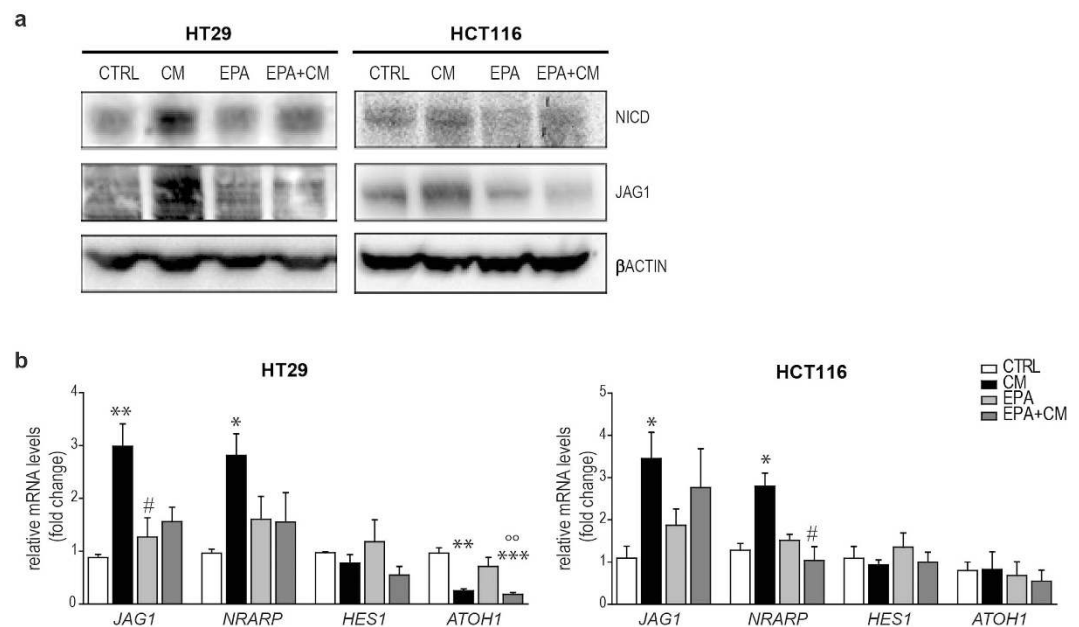 a
HT29
HCT116
CTRL CM EPA EPA+CM
CTRL CM EPA EPA+CM
NICD
JAG1
βACTIN
b
HT29
HCT116
CTRL
CM
EPA
EPA+CM
relative mRNA levels
(fold change)
4
3
2
1
0
**
#
*
**
°°
***
JAG1 NRARP HES1 ATOH1
relative mRNA levels
(fold change)
5
4
3
2
1
0
*
*
#
JAG1 NRARP HES1 ATOH1